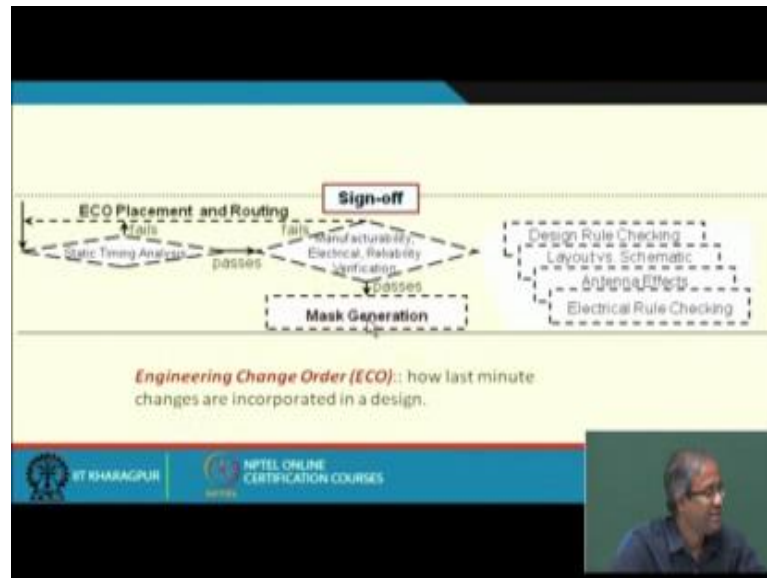 Sign-off
ECO Placement and Routing
fails
fails
Static Timing Analysis
passes
Manufacturability,
Electrical, Reliability
Verification
passes
Mask Generation
Design Rule Checking
Layout vs. Schematic
Antenna Effects
Electrical Rule Checking
Engineering Change Order (ECO):: how last minute
changes are incorporated in a design.
IIT KHARAGPUR
NPTEL ONLINE
CERTIFICATION COURSES
NPTEL